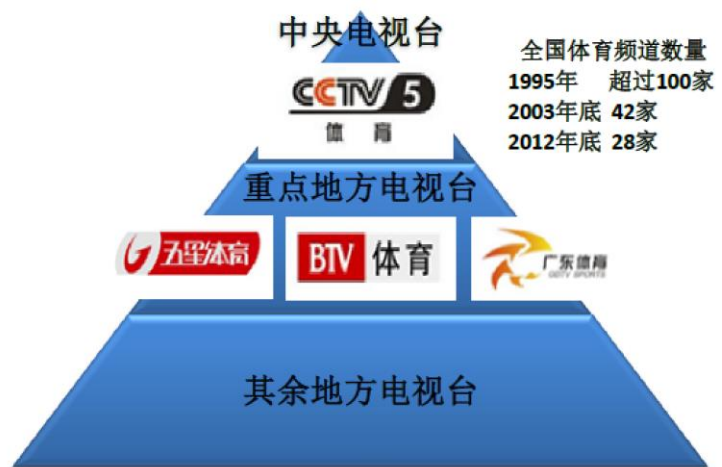 中央电视台
CCTV 5
体育
全国体育频道数量
1995年 超过100家
2003年底 42家
2012年底 28家
重点地方电视台
五星体育
BTV 体育
广东体育
GDTV SPORTS
其余地方电视台